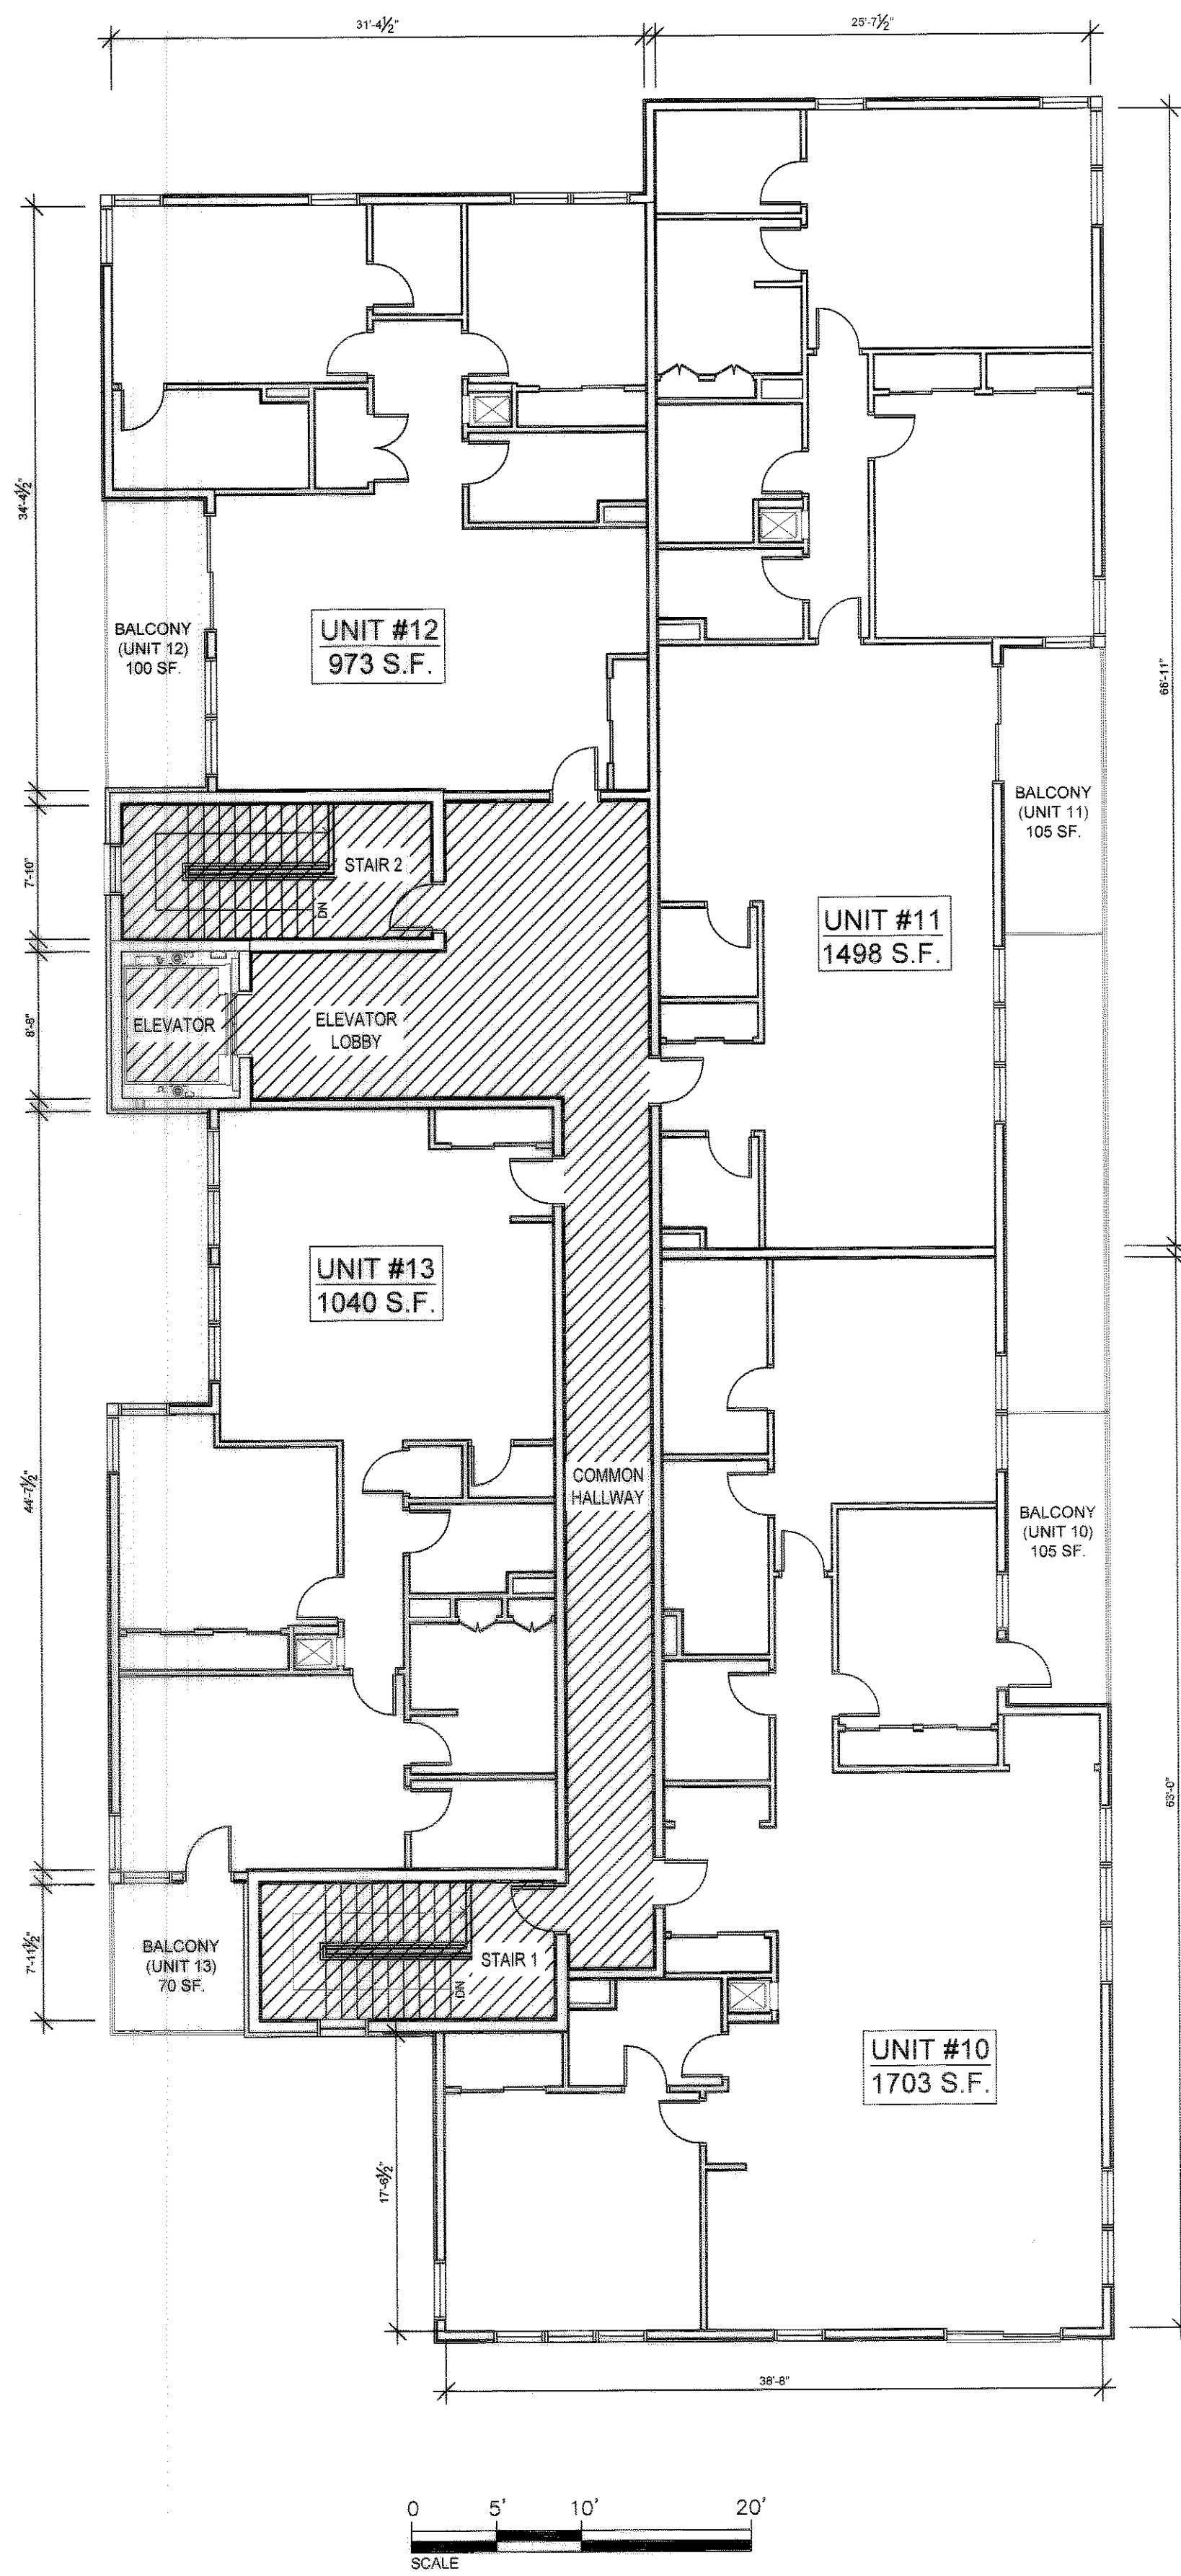 31'-4½"
25'-7½"
34'-4½"
66'-11"
UNIT #12
973 S.F.
BALCONY
(UNIT 12)
100 SF.
BALCONY
(UNIT 11)
105 SF.
7'-10"
STAIR 2
DN
UNIT #11
1498 S.F.
8'-8"
ELEVATOR
ELEVATOR
LOBBY
UNIT #13
1040 S.F.
44'-7½"
COMMON
HALLWAY
BALCONY
(UNIT 10)
105 SF.
63'-0"
7'-11½"
BALCONY
(UNIT 13)
70 SF.
STAIR 1
DN
UNIT #10
1703 S.F.
17'-6½"
38'-8"
0 5' 10' 20'
SCALE